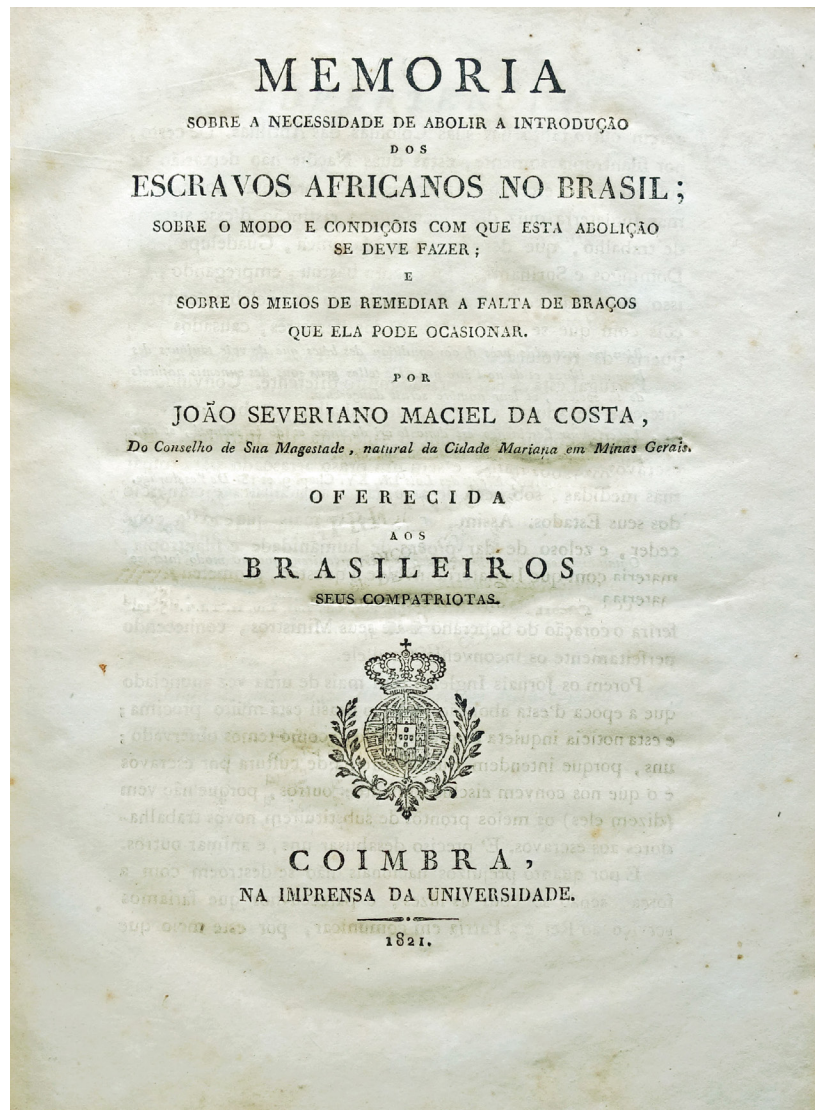 MEMORIA
SOBRE A NECESSIDADE DE ABOLIR A INTRODUÇÃO
DOS
ESCRAVOS AFRICANOS NO BRASIL;
SOBRE O MODO E CONDIÇÕIS COM QUE ESTA ABOLIÇÃO
SE DEVE FAZER;
E
SOBRE OS MEIOS DE REMEDIAR A FALTA DE BRAÇOS
QUE ELA PODE OCASIONAR.
POR
JOÃO SEVERIANO MACIEL DA COSTA,
Do Conselho de Sua Magestade, natural da Cidade Mariana em Minas Gerais.
OFERECIDA
AOS
BRASILEIROS
SEUS COMPATRIOTAS.
COIMBRA,
NA IMPRENSA DA UNIVERSIDADE.
1821.